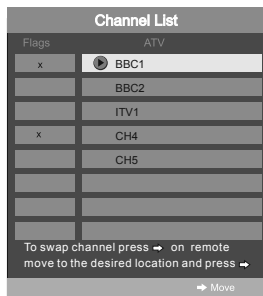 Channel List
Flags ATV
x BBC1
BBC2
ITV1
x CH4
CH5
To swap channel press ➡ on remote
move to the desired location and press ➡
➡ Move